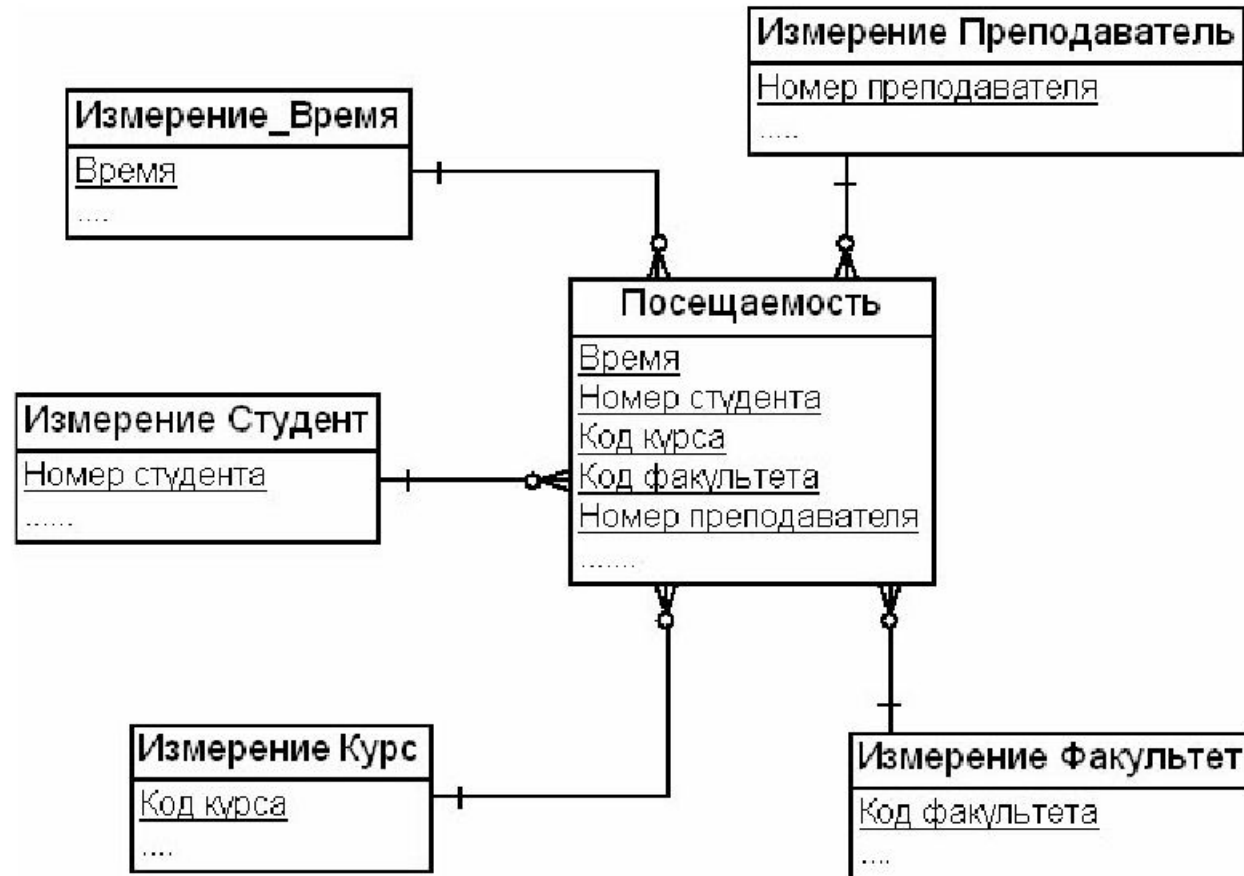 Измерение Преподаватель
Номер преподавателя
.....
Измерение_Время
Время
....
Посещаемость
Время
Номер студента
Код курса
Код факультета
Номер преподавателя
.......
Измерение Студент
Номер студента
......
Измерение Курс
Код курса
....
Измерение Факультет
Код факультета
....